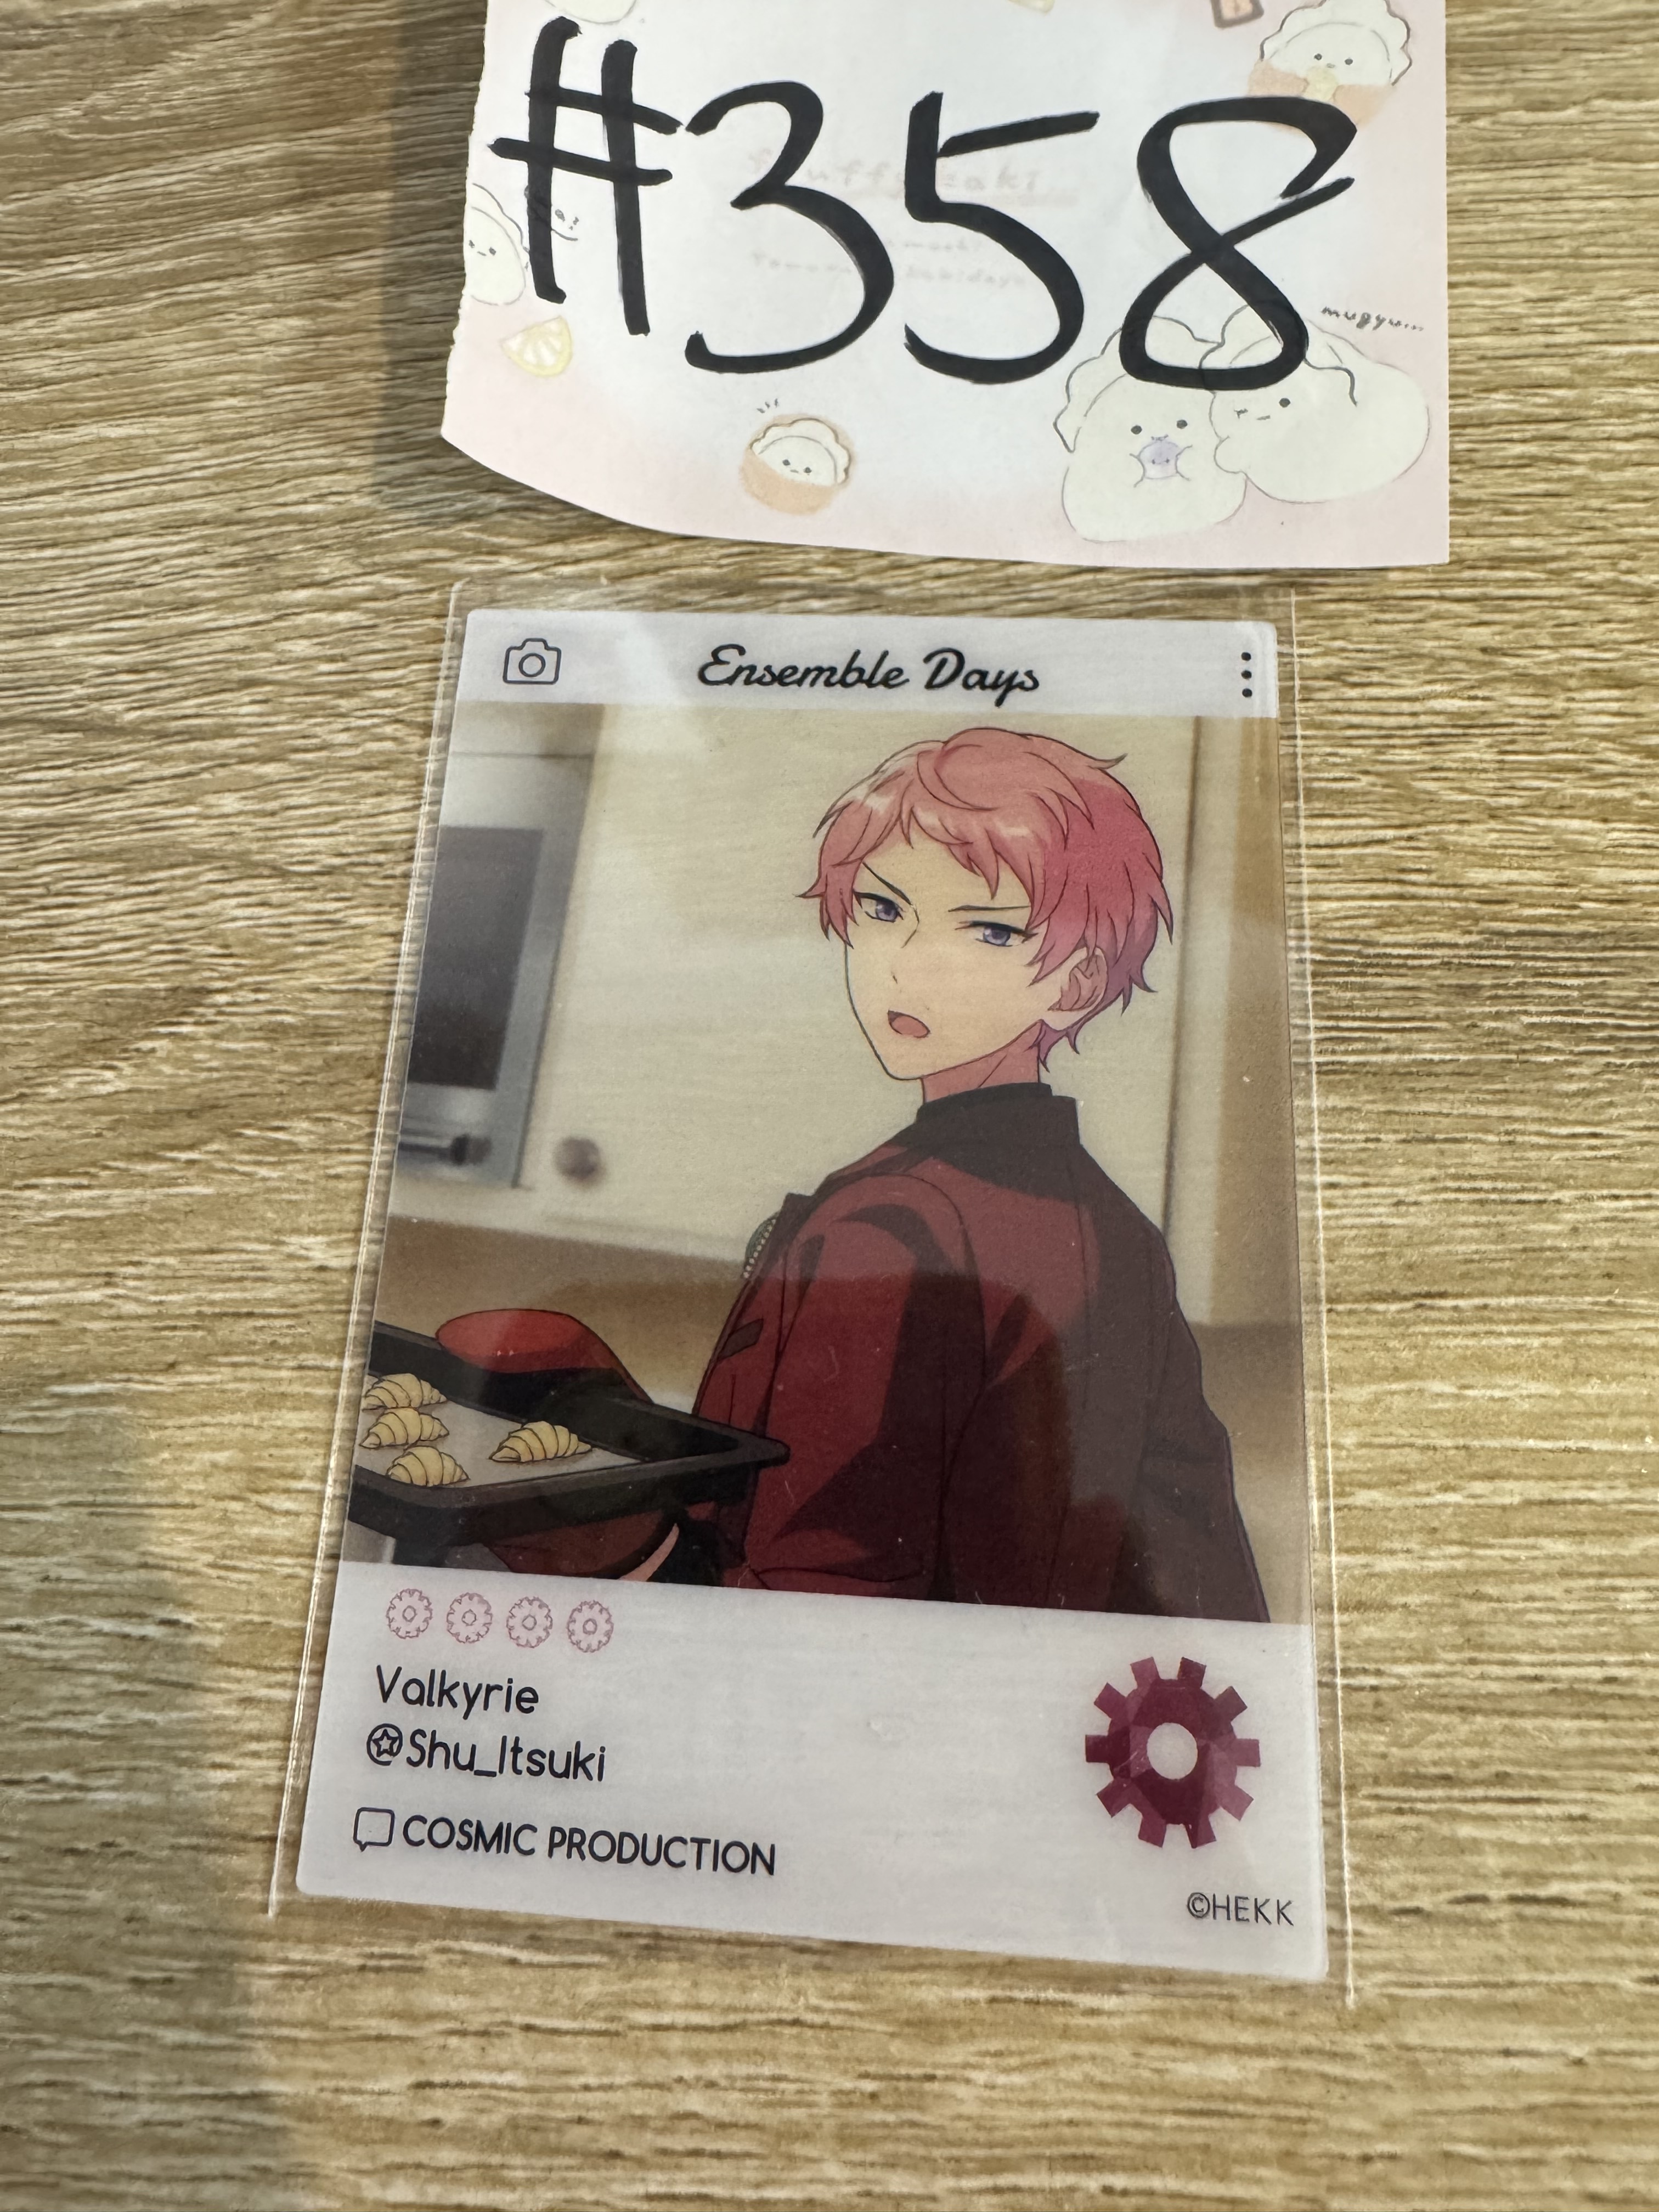 #358
mugyu...
Ensemble Days
Valkyrie
@Shu_Itsuki
COSMIC PRODUCTION
©HEKK